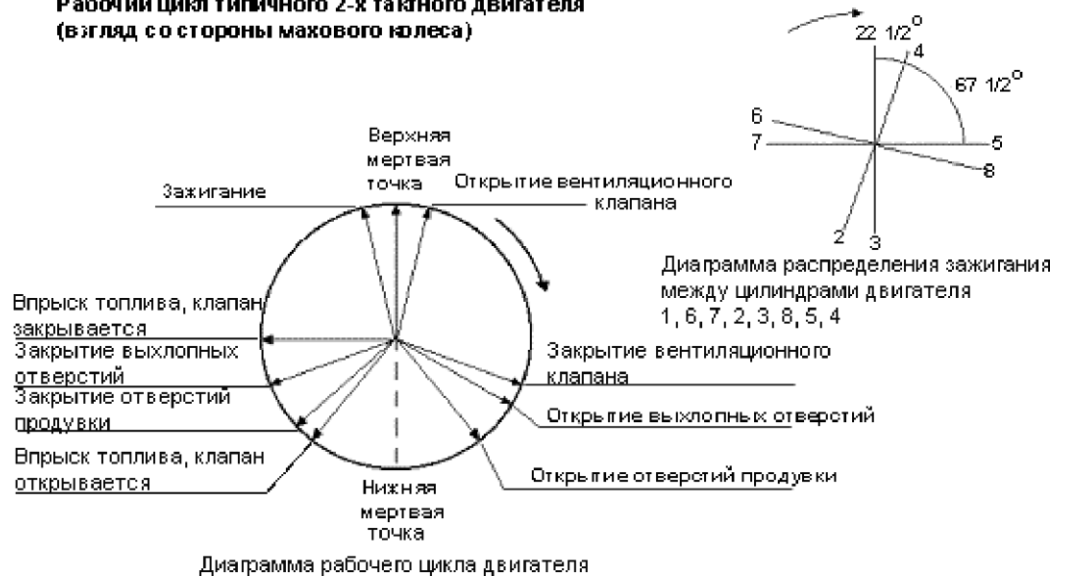 Рабочий цикл типичного 2-х тактного двигателя
(взгляд со стороны махового колеса)
22 1/2°
4
67 1/2°
6
7
5
8
2
3
Диаграмма распределения зажигания
между цилиндрами двигателя
1, 6, 7, 2, 3, 8, 5, 4
Верхняя
мертвая
точка
Зажигание
Открытие вентиляционного
клапана
Впрыск топлива, клапан
закрывается
Закрытие выхлопных
отверстий
Закрытие отверстий
продувки
Впрыск топлива, клапан
открывается
Закрытие вентиляционного
клапана
Открытие выхлопных отверстий
Открытие отверстий продувки
Нижняя
мертвая
точка
Диаграмма рабочего цикла двигателя